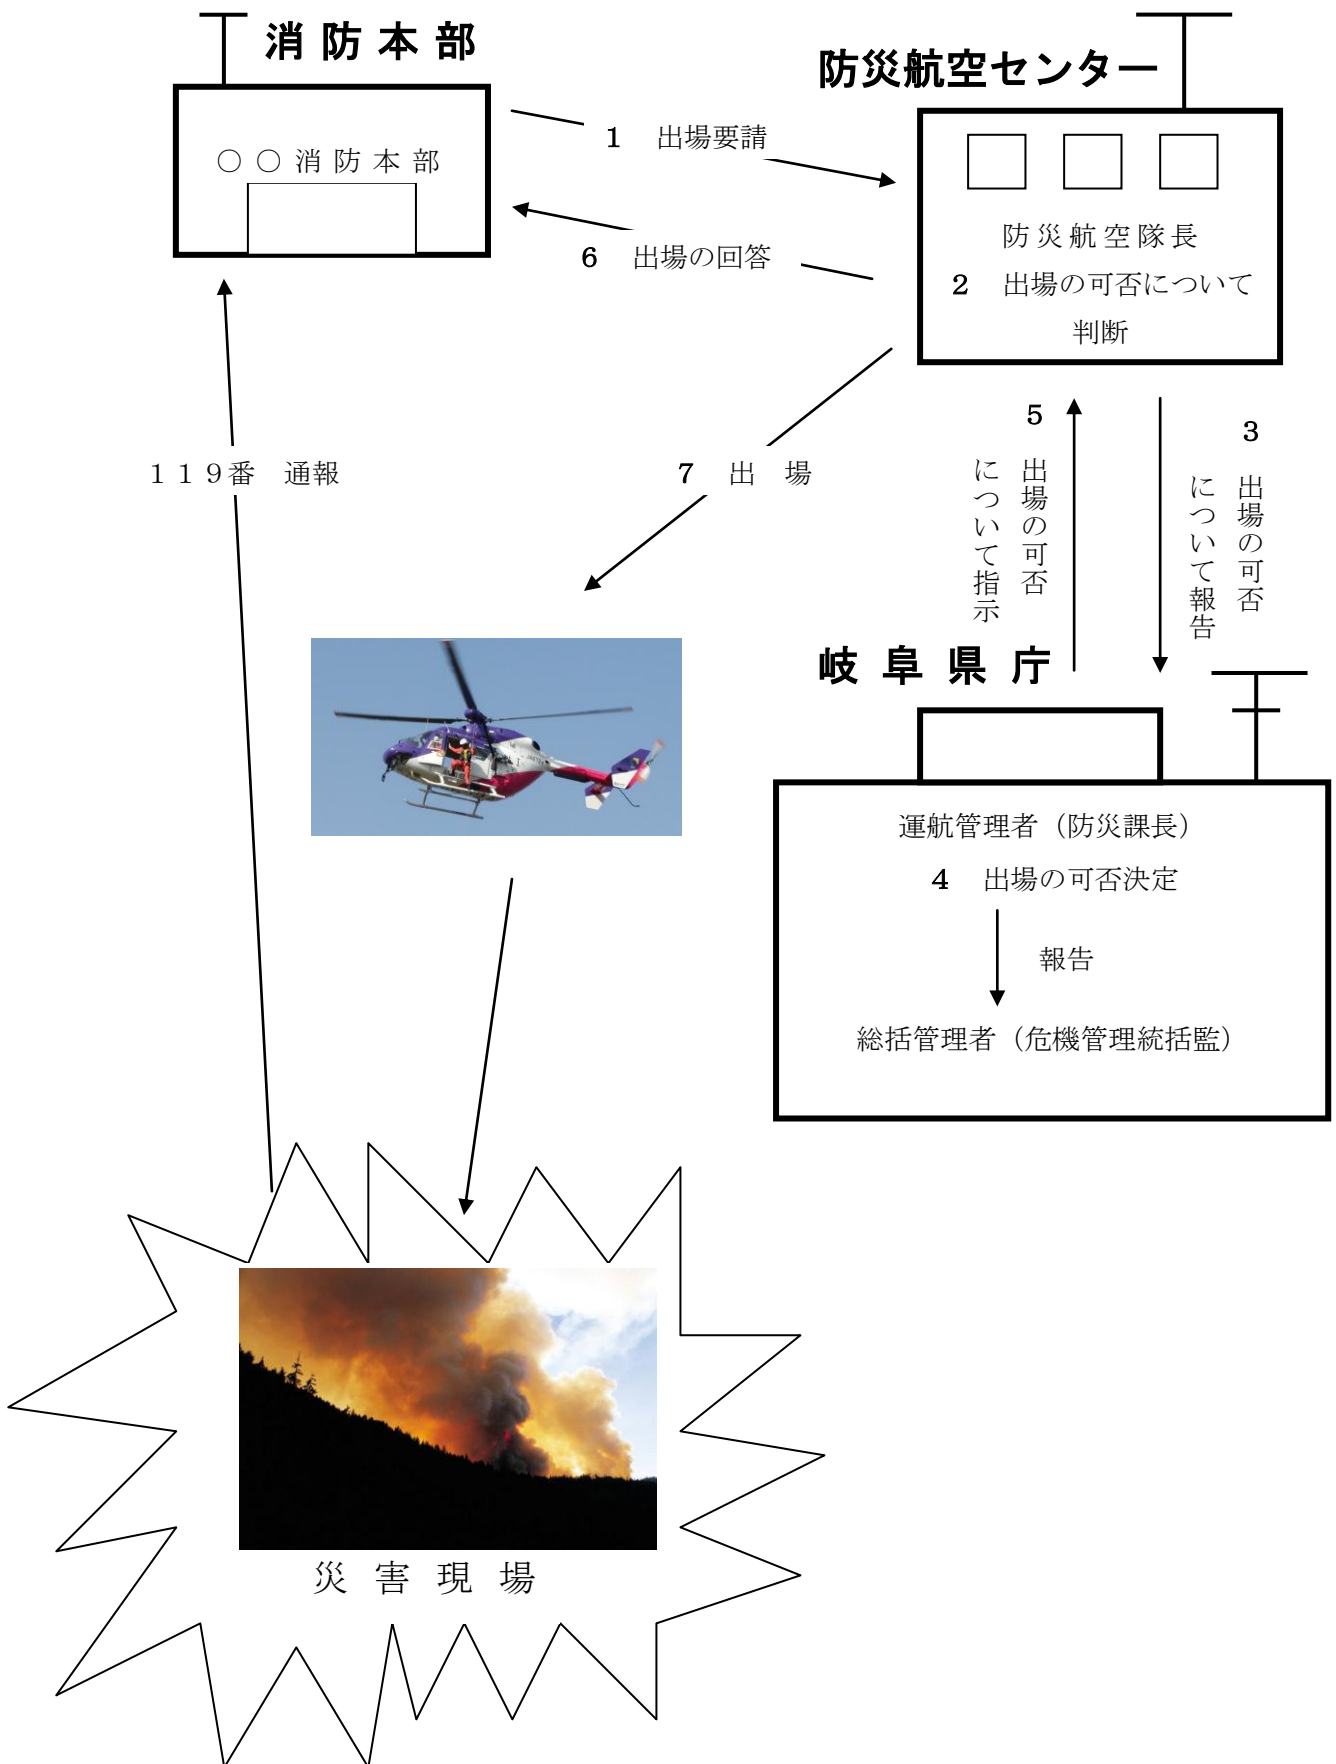 消防本部
防災航空センター
○○消防本部
1　出場要請
6　出場の回答
防災航空隊長
2　出場の可否について
判断
１１９番　通報
7　出　場
5
出場の可否
について指示
3
出場の可否
について報告
岐阜県庁
運航管理者（防災課長）
4　出場の可否決定
報告
総括管理者（危機管理統括監）
災害現場